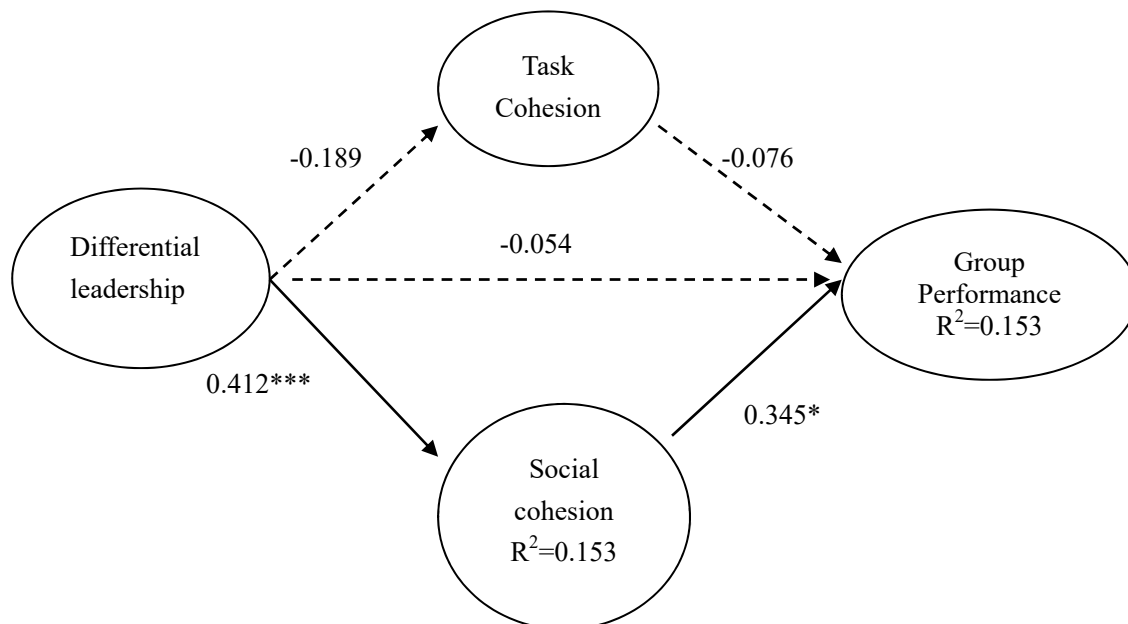 Task
Cohesion
-0.189
-0.076
Differential
leadership
-0.054
Group
Performance
R²=0.153
0.412***
0.345*
Social
cohesion
R²=0.153